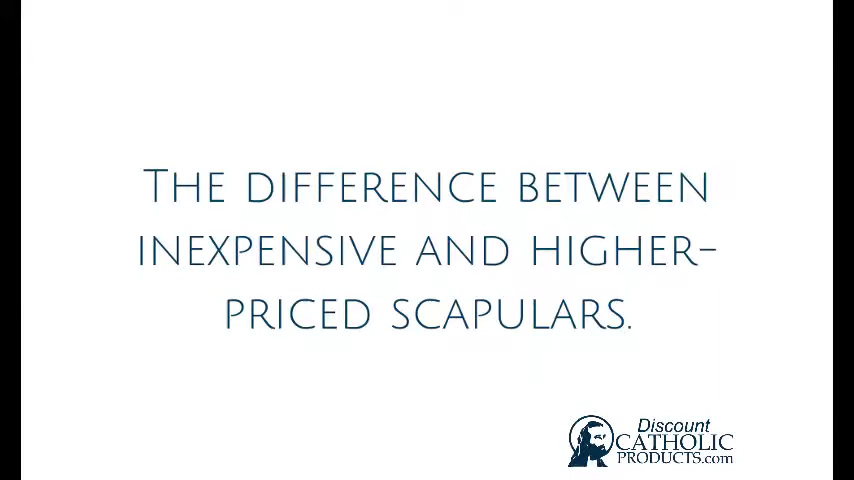 The difference between
inexpensive and higher-
priced scapulars.
Discount
CATHOLIC
PRODUCTS.com